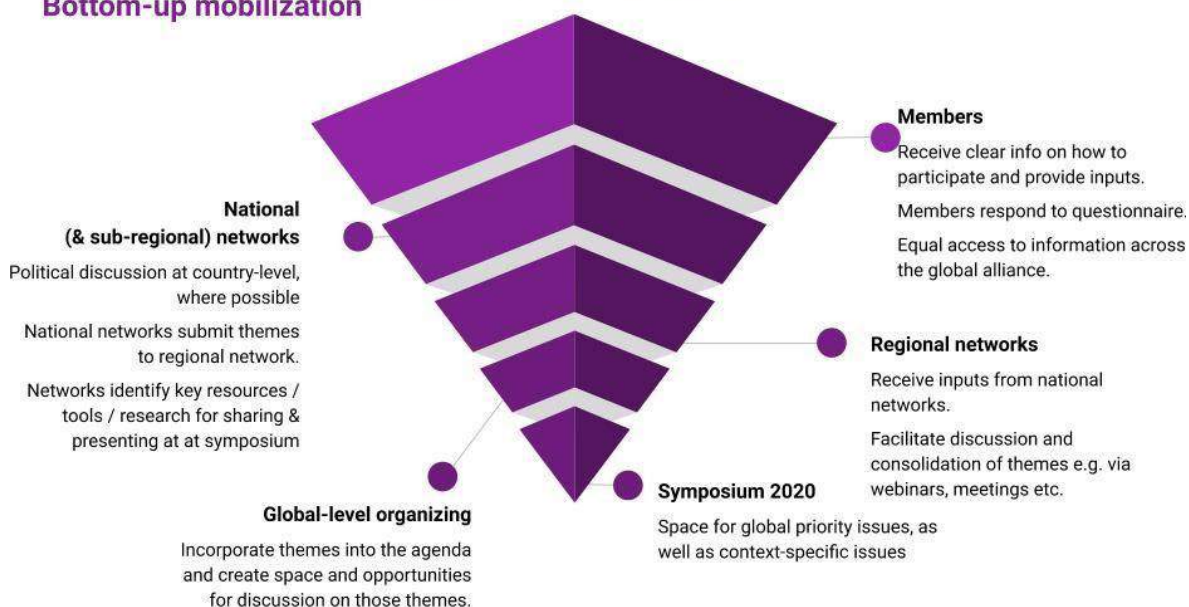 Bottom-up mobilization
Members
Receive clear info on how to
participate and provide inputs.
Members respond to questionnaire.
Equal access to information across
the global alliance.
National
(& sub-regional) networks
Political discussion at country-level,
where possible
National networks submit themes
to regional network.
Networks identify key resources /
tools / research for sharing &
presenting at at symposium
Regional networks
Receive inputs from national
networks.
Facilitate discussion and
consolidation of themes e.g. via
webinars, meetings etc.
Global-level organizing
Incorporate themes into the agenda
and create space and opportunities
for discussion on those themes.
Symposium 2020
Space for global priority issues, as
well as context-specific issues